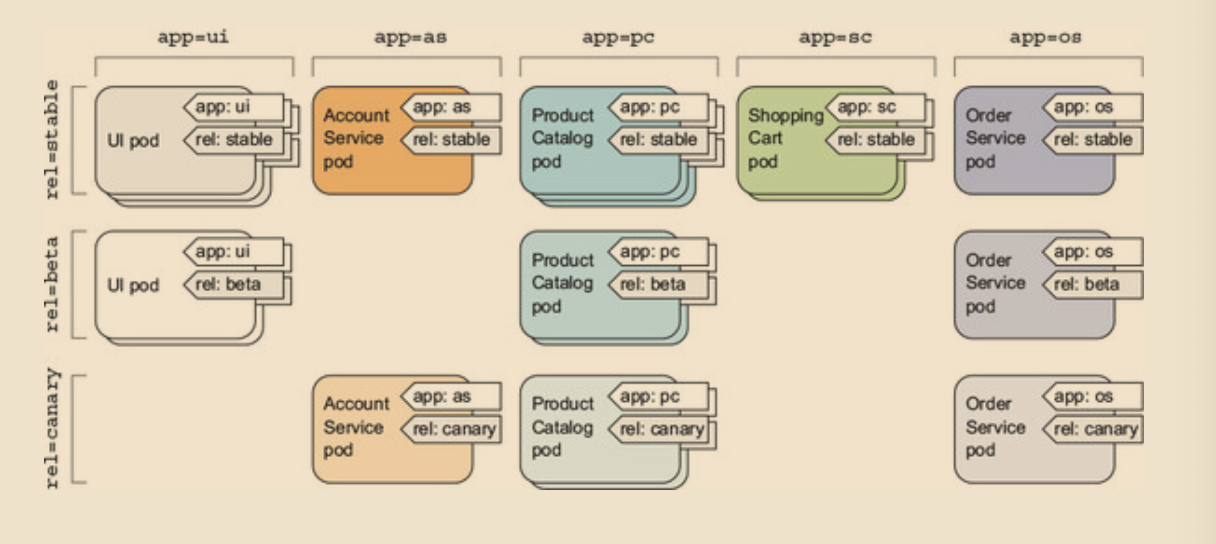 app=ui
app=as
app=pc
app=sc
app=os
rel=stable
UI pod
app: ui
rel: stable
Account
Service
pod
app: as
rel: stable
Product
Catalog
pod
app: pc
rel: stable
Shopping
Cart
pod
app: sc
rel: stable
Order
Service
pod
app: os
rel: stable
rel=beta
UI pod
app: ui
rel: beta
Product
Catalog
pod
app: pc
rel: beta
Order
Service
pod
app: os
rel: beta
rel=canary
Account
Service
pod
app: as
rel: canary
Product
Catalog
pod
app: pc
rel: canary
Order
Service
pod
app: os
rel: canary